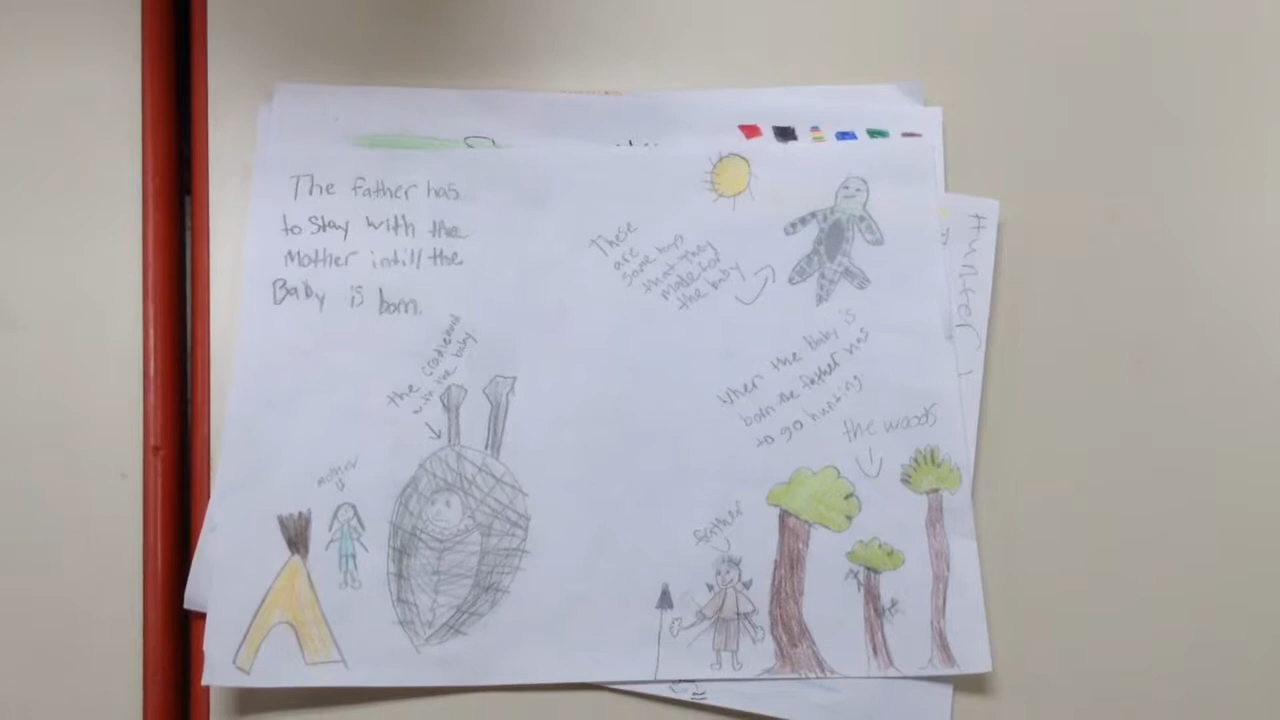 The father has
to stay with the
Mother intill the
Baby is born.
These
are
some toys
that they
Made for
the baby
the cradleboard
with the baby
mother
When the Baby is
born the father has
to go hunting
the woods
father
Hunter